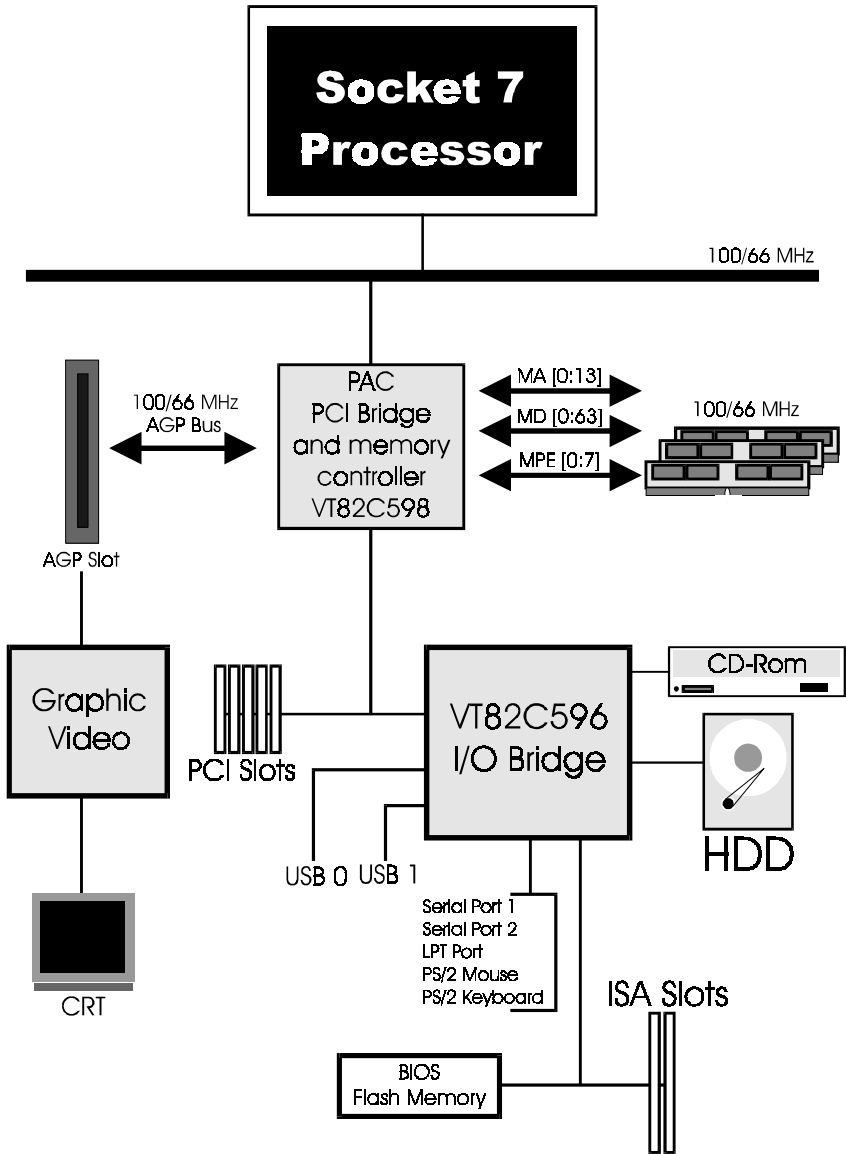 Socket 7
Processor
100/66 MHz
PAC
PCI Bridge
and memory
controller
VT82C598
100/66 MHz
AGP Bus
MA [0:13]
MD [0:63]
MPE [0:7]
100/66 MHz
AGP Slot
Graphic
Video
PCI Slots
VT82C596
I/O Bridge
CD-Rom
HDD
USB 0
USB 1
Serial Port 1
Serial Port 2
LPT Port
PS/2 Mouse
PS/2 Keyboard
CRT
ISA Slots
BIOS
Flash Memory